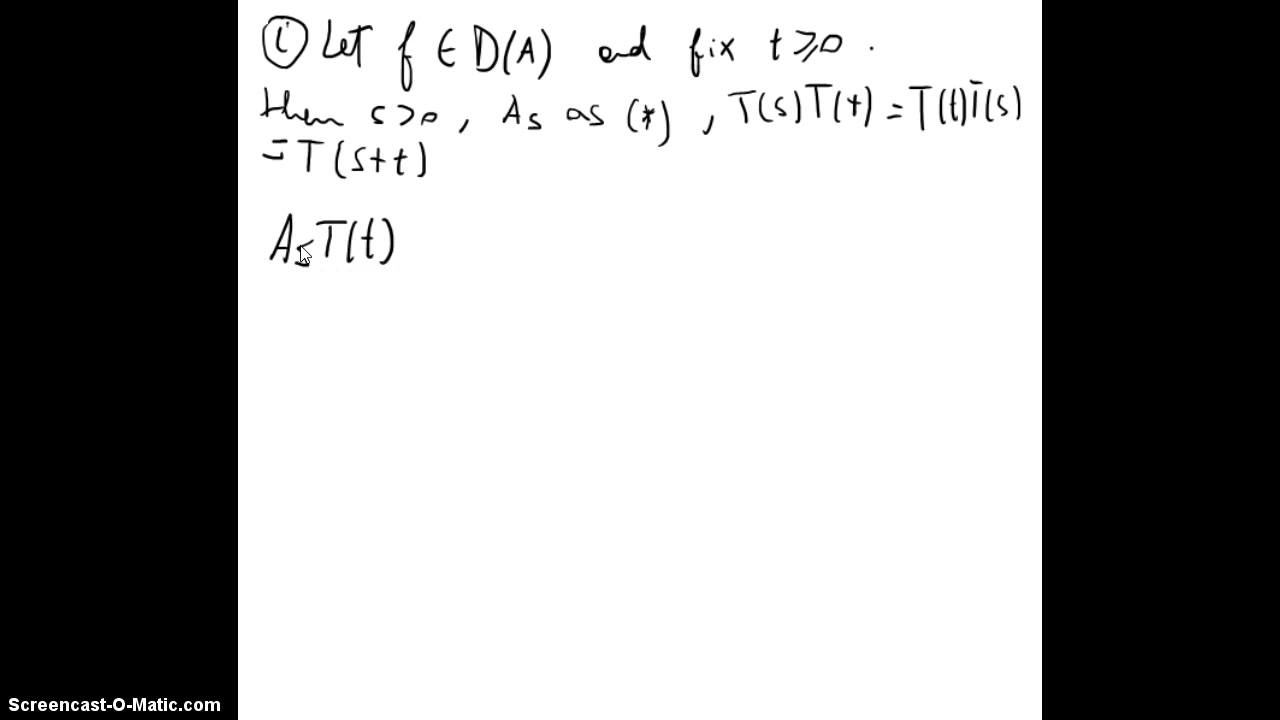 (i) Let f ∈ D(A) and fix t ≥ 0 .
then s > 0 , A_s as (*) , T(s)T(t) = T(t)T(s)
= T(s+t)
A_s T(t)
Screencast-O-Matic.com